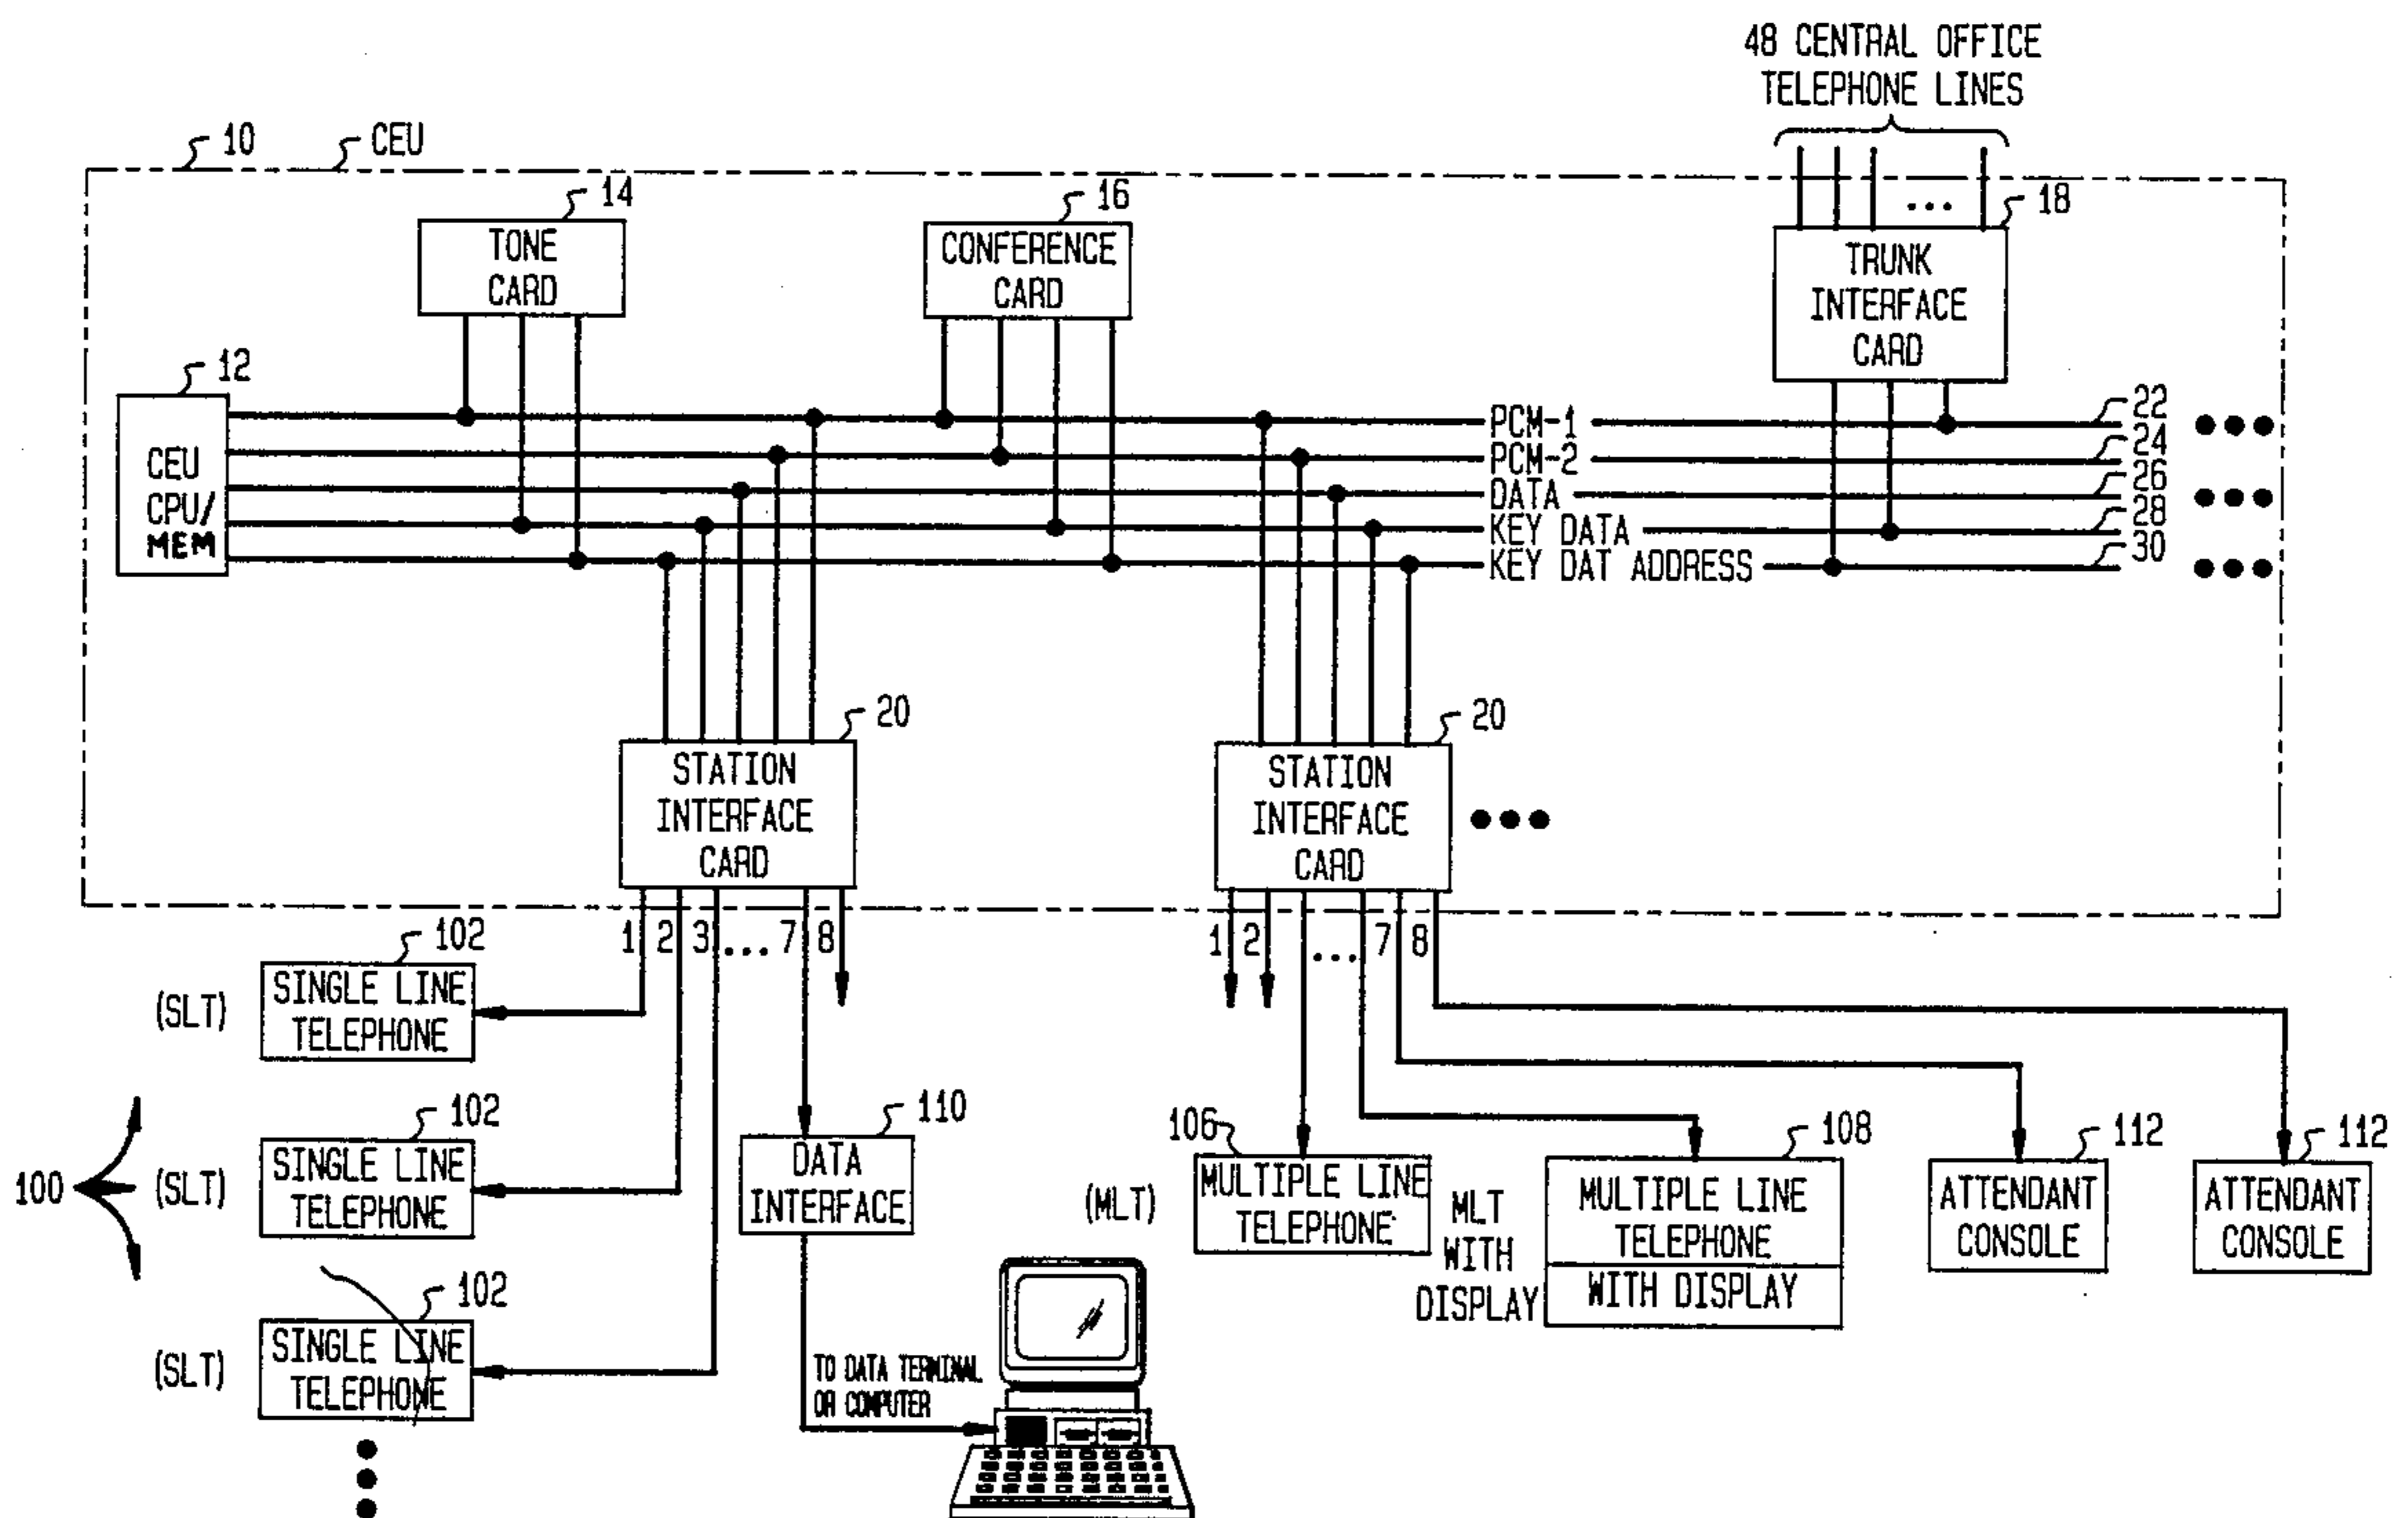 48 CENTRAL OFFICE
TELEPHONE LINES
10
CEU
14
16
18
TONE
CARD
CONFERENCE
CARD
TRUNK
INTERFACE
CARD
12
CEU
CPU/
MEM
PCM-1
22
PCM-2
24
DATA
26
KEY DATA
28
KEY DAT ADDRESS
30
20
20
STATION
INTERFACE
CARD
STATION
INTERFACE
CARD
1 2 3 ... 7 8
1 2 ... 7 8
102
(SLT)
SINGLE LINE
TELEPHONE
102
100
(SLT)
SINGLE LINE
TELEPHONE
102
(SLT)
SINGLE LINE
TELEPHONE
110
DATA
INTERFACE
TO DATA TERMINAL
OR COMPUTER
106
(MLT)
MULTIPLE LINE
TELEPHONE
MLT
WITH
DISPLAY
108
MULTIPLE LINE
TELEPHONE
WITH DISPLAY
112
ATTENDANT
CONSOLE
112
ATTENDANT
CONSOLE